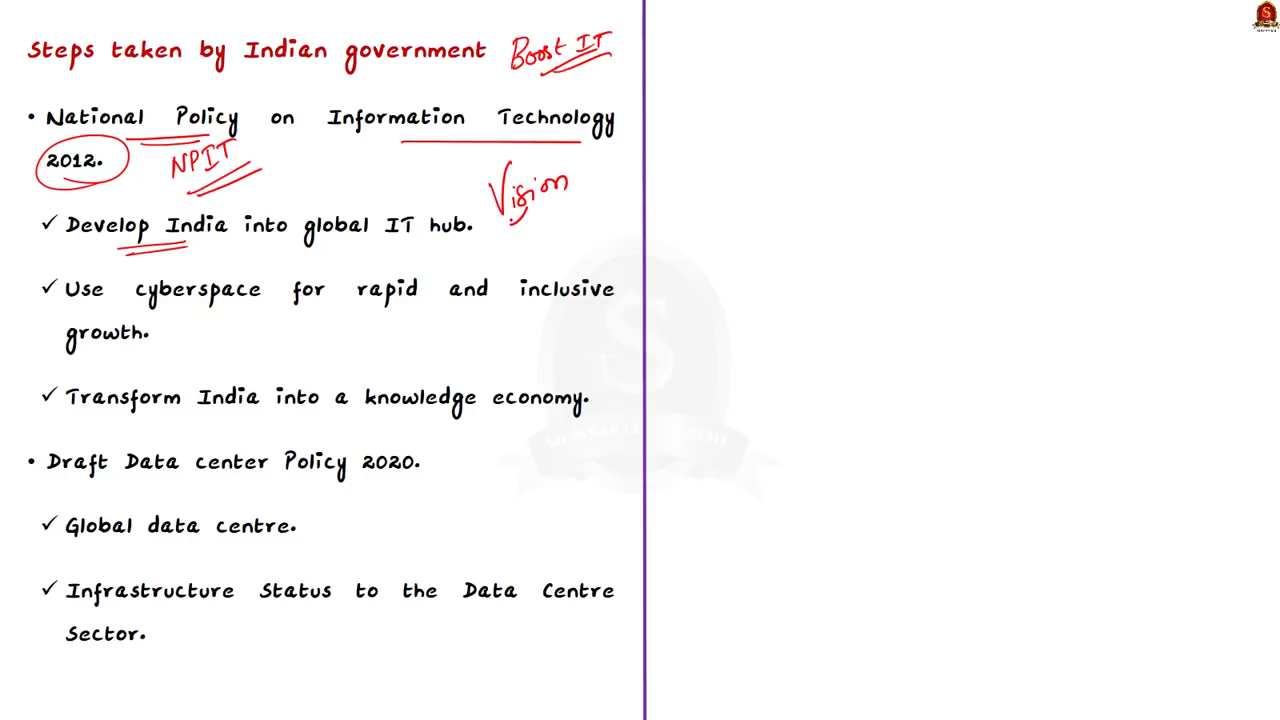 Steps taken by Indian government Boost IT
• National Policy on Information Technology
2012. NPIT
Vision
✓ Develop India into global IT hub.
✓ Use cyberspace for rapid and inclusive
growth.
✓ Transform India into a knowledge economy.
• Draft Data center Policy 2020.
✓ Global data centre.
✓ Infrastructure Status to the Data Centre
Sector.